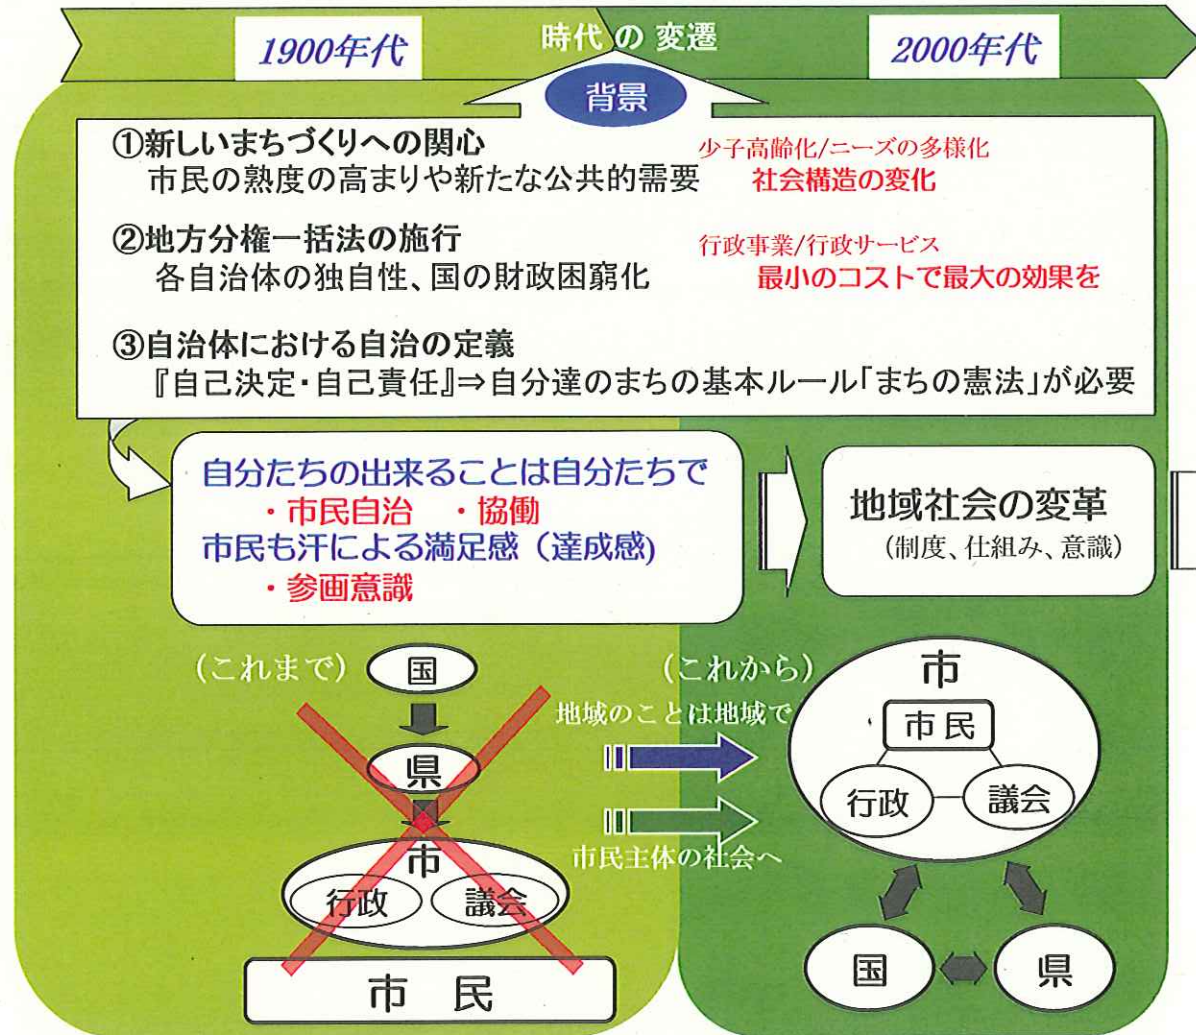 時代の変遷
1900年代
2000年代
背景
①新しいまちづくりへの関心
市民の熟度の高まりや新たな公共的需要
少子高齢化/ニーズの多様化
社会構造の変化
②地方分権一括法の施行
各自治体の独自性、国の財政困窮化
行政事業/行政サービス
最小のコストで最大の効果を
③自治体における自治の定義
『自己決定・自己責任』⇒自分達のまちの基本ルール「まちの憲法」が必要
自分たちの出来ることは自分たちで
・市民自治 ・協働
市民も汗による満足感（達成感)
・参画意識
地域社会の変革
（制度、仕組み、意識）
（これまで）
国
県
市
行政 議会
市 民
地域のことは地域で
市民主体の社会へ
（これから）
市
市民
行政 議会
国 県